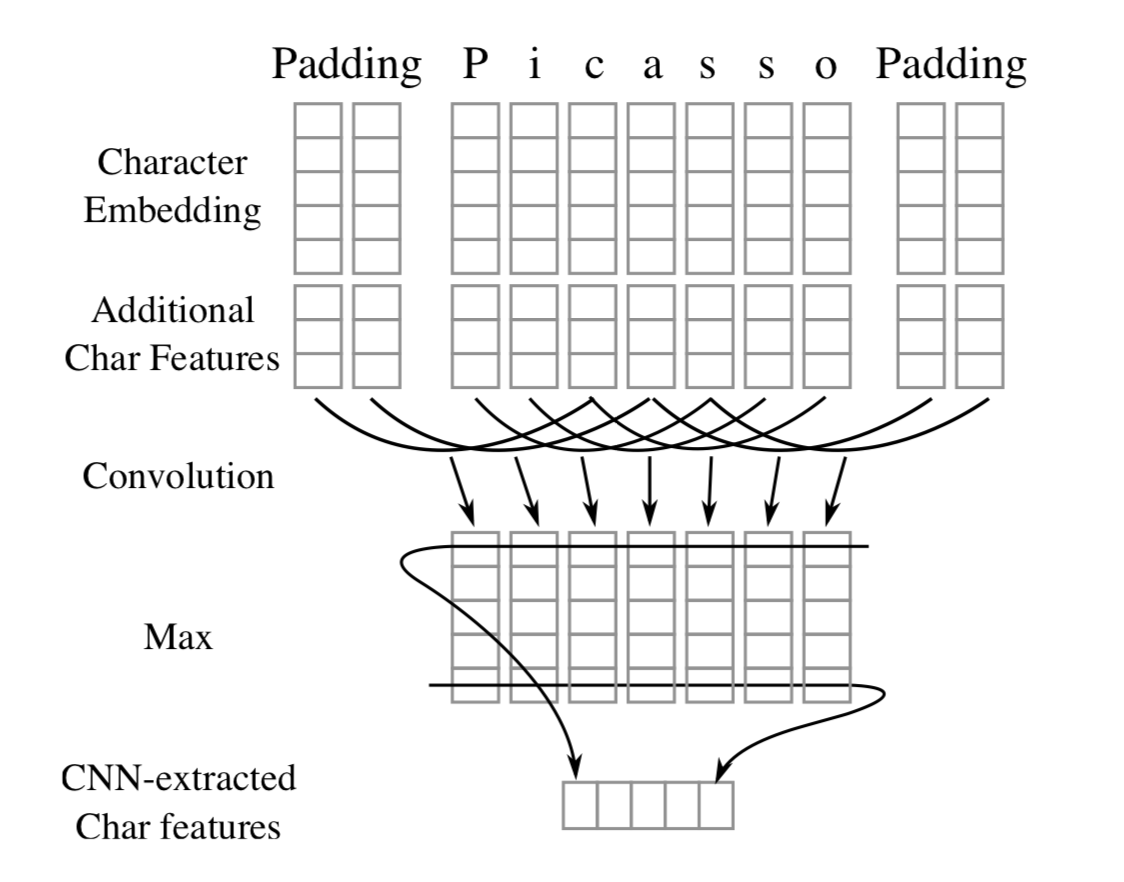 Padding P i c a s s o Padding
Character
Embedding
Additional
Char Features
Convolution
Max
CNN-extracted
Char features